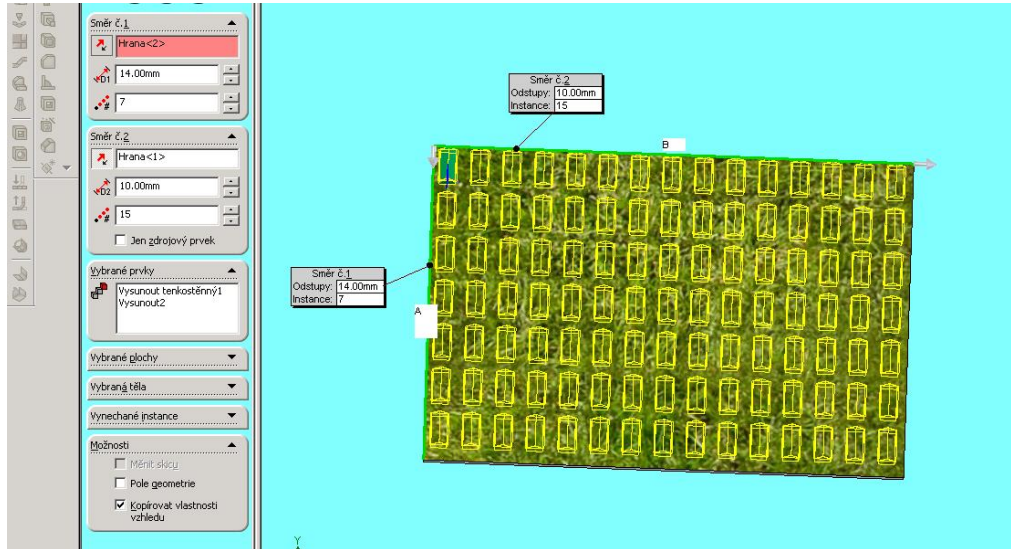 Směr č.1
Hrana<2>
D1 14.00mm
# 7
Směr č.2
Hrana<1>
D2 10.00mm
# 15
Jen zdrojový prvek
Vybrané prvky
Vysunout tenkostěnný1
Vysunout2
Vybrané plochy
Vybraná těla
Vynechané instance
Možnosti
Měnit skicu
Pole geometrie
Kopírovat vlastnosti
vzhledu
Směr č.2
Odstupy: 10.00mm
Instance: 15
B
Směr č.1
Odstupy: 14.00mm
Instance: 7
A
Y